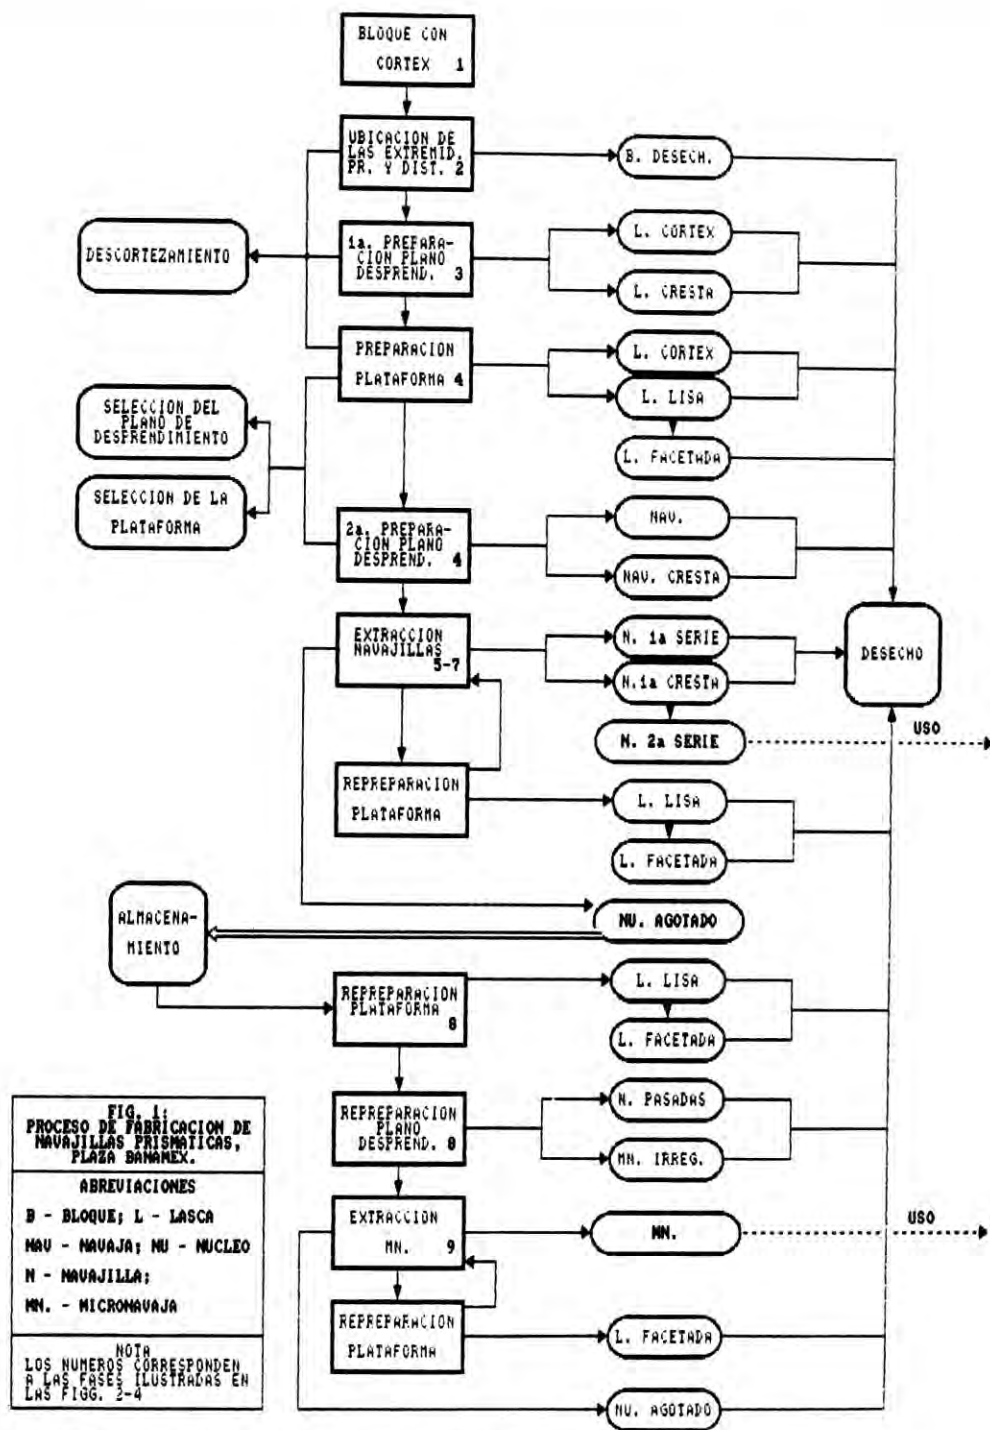 BLOQUE CON
CORTEX 1
UBICACION DE
LAS EXTREMID.
PR. Y DIST. 2
B. DESECH.
1a. PREPARA-
CION PLANO
DESPREND. 3
L. CORTEX
L. CRESTA
DESCORTEZAMIENTO
PREPARACION
PLATAFORMA 4
L. CORTEX
L. LISA
L. FACETADA
SELECCION DEL
PLANO DE
DESPRENDIMIENTO
SELECCION DE LA
PLATAFORMA
2a. PREPARA-
CION PLANO
DESPREND. 4
NAV.
NAV. CRESTA
EXTRACCION
NAVAJILLAS
5-7
N. 1a SERIE
N.1a CRESTA
N. 2a SERIE
DESECHO
USO
REPREPARACION
PLATAFORMA
L. LISA
L. FACETADA
NU. AGOTADO
ALMACENA-
MIENTO
REPREPARACION
PLATAFORMA
8
L. LISA
L. FACETADA
REPREPARACION
PLANO
DESPREND. 8
N. PASADAS
MN. IRREG.
EXTRACCION
MN. 9
MN.
USO
REPREPARACION
PLATAFORMA
L. FACETADA
NU. AGOTADO
FIG. 1:
PROCESO DE FABRICACION DE
NAVAJILLAS PRISMATICAS,
PLAZA BANAMEX.
ABREVIACIONES
B - BLOQUE; L - LASCA
NAV - NAVAJA; NU - NUCLEO
N - NAVAJILLA;
MN. - MICRONAVAJA
NOTA
LOS NUMEROS CORRESPONDEN
A LAS FASES ILUSTRADAS EN
LAS FIGG. 2-4